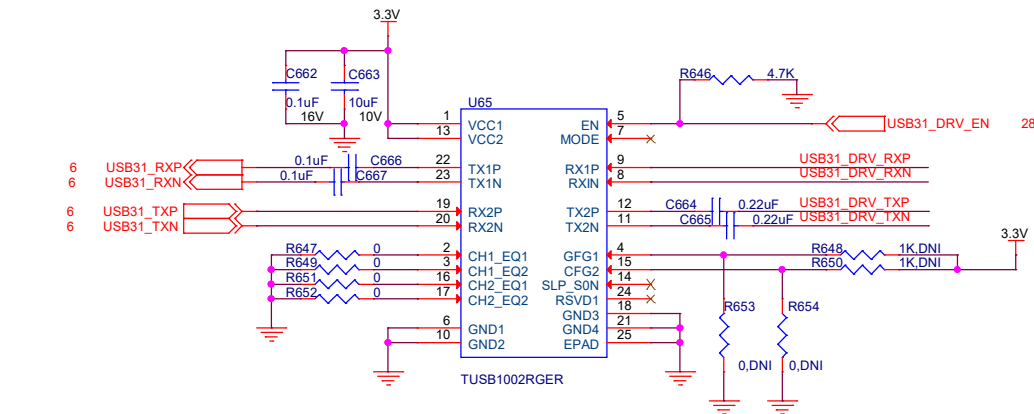 3.3V
C662
C663
R646 4.7K
0.1uF
10uF
16V
10V
U65
1 VCC1
13 VCC2
EN 5
MODE 7
USB31_DRV_EN 28
6 USB31_RXP
0.1uF C666
22 TX1P
RX1P 9
USB31_DRV_RXP
6 USB31_RXN
0.1uF C667
23 TX1N
RXIN 8
USB31_DRV_RXN
6 USB31_TXP
19 RX2P
TX2P 12
C664 0.22uF
USB31_DRV_TXP
6 USB31_TXN
20 RX2N
TX2N 11
C665 0.22uF
USB31_DRV_TXN
3.3V
R647 0
2 CH1_EQ1
GFG1 4
R648 1K,DNI
R649 0
3 CH1_EQ2
CFG2 15
R650 1K,DNI
R651 0
16 CH2_EQ1
SLP_S0N 14
R652 0
17 CH2_EQ2
RSVD1 24
GND3 18
R653
R654
6 GND1
GND4 21
10 GND2
EPAD 25
0,DNI
0,DNI
TUSB1002RGER